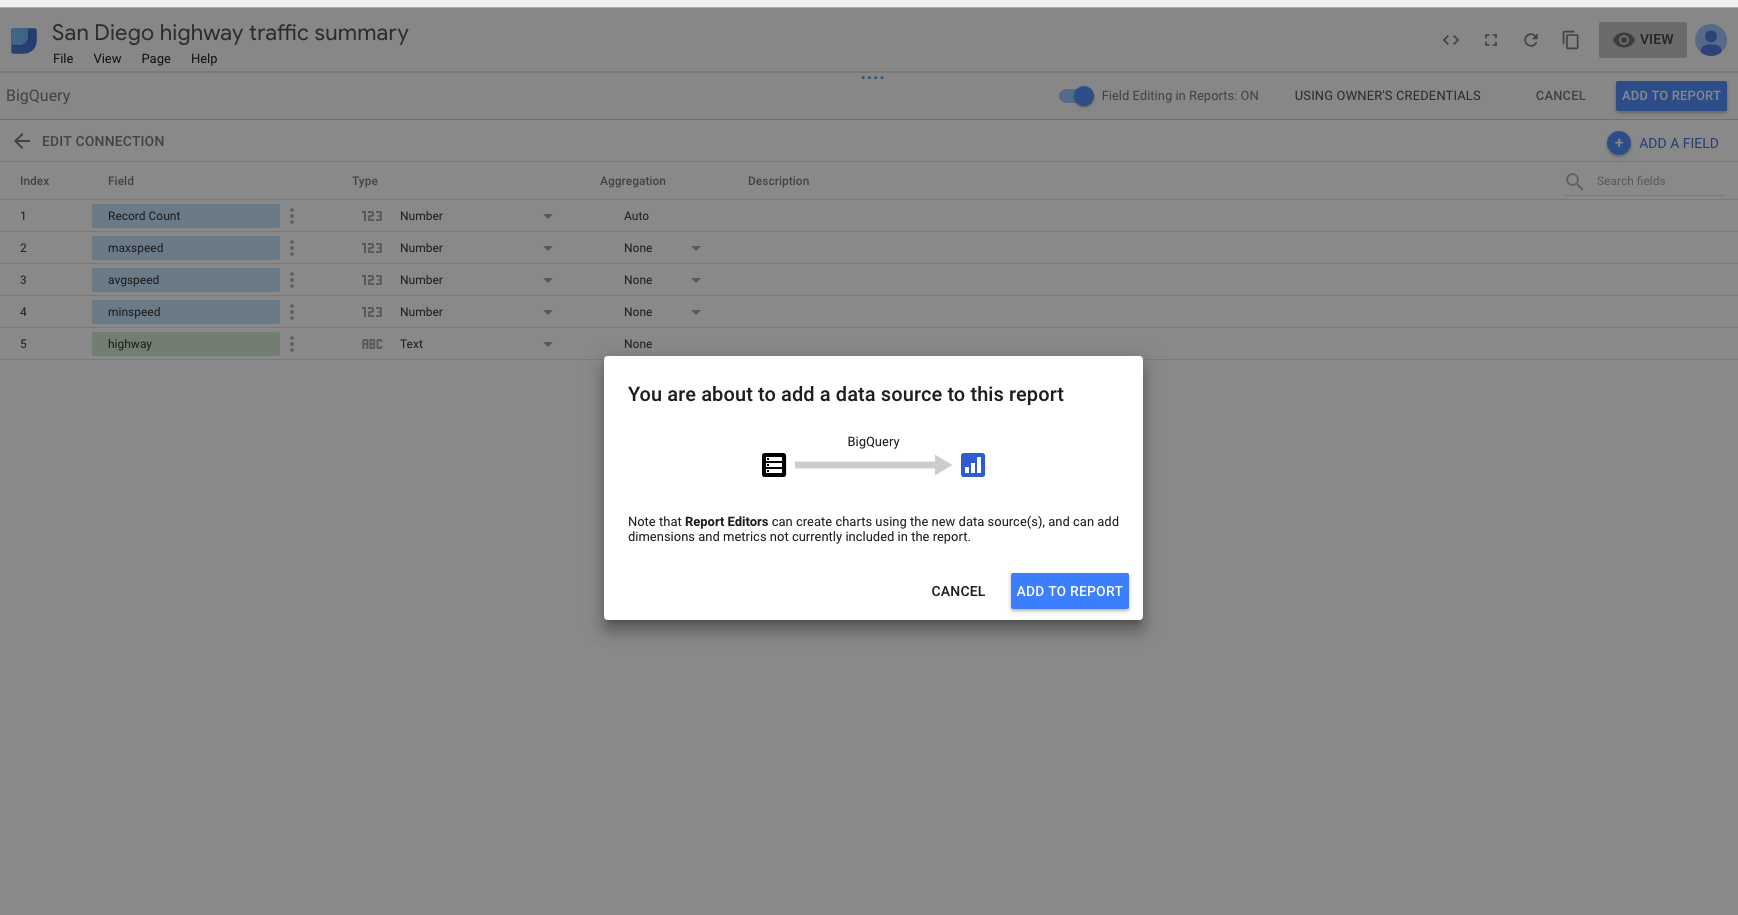 San Diego highway traffic summary
File View Page Help
VIEW
BigQuery
Field Editing in Reports: ON
USING OWNER'S CREDENTIALS
CANCEL
ADD TO REPORT
EDIT CONNECTION
ADD A FIELD
Index Field Type Aggregation Description Search fields
1 Record Count 123 Number Auto
2 maxspeed 123 Number None
3 avgspeed 123 Number None
4 minspeed 123 Number None
5 highway ABC Text None
You are about to add a data source to this report
BigQuery
Note that Report Editors can create charts using the new data source(s), and can add
dimensions and metrics not currently included in the report.
CANCEL ADD TO REPORT